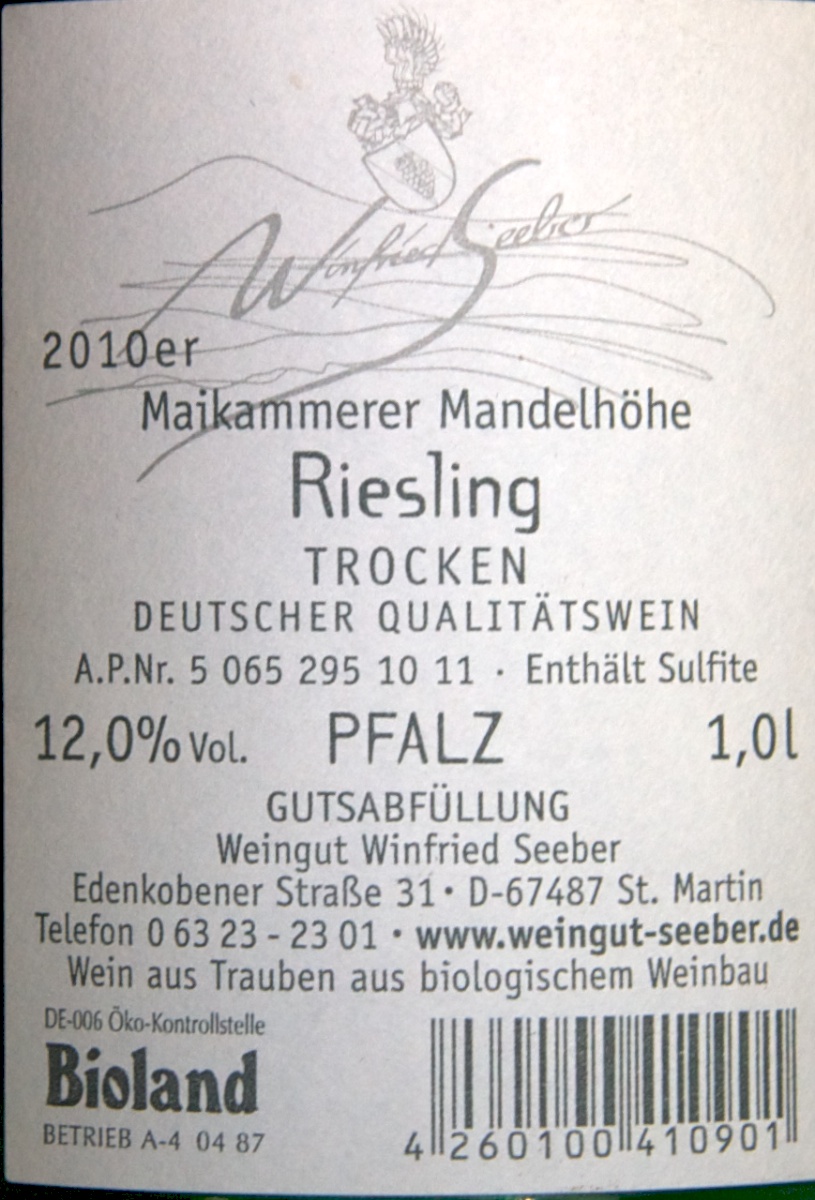 Winfried Seeber
2010er
Maikammerer Mandelhöhe
Riesling
TROCKEN
DEUTSCHER QUALITÄTSWEIN
A.P.Nr. 5 065 295 10 11 · Enthält Sulfite
12,0% Vol. PFALZ 1,0l
GUTSABFÜLLUNG
Weingut Winfried Seeber
Edenkobener Straße 31 · D-67487 St. Martin
Telefon 0 63 23 - 23 01 · www.weingut-seeber.de
Wein aus Trauben aus biologischem Weinbau
DE-006 Öko-Kontrollstelle
Bioland
BETRIEB A-4 04 87
4 260100 410901